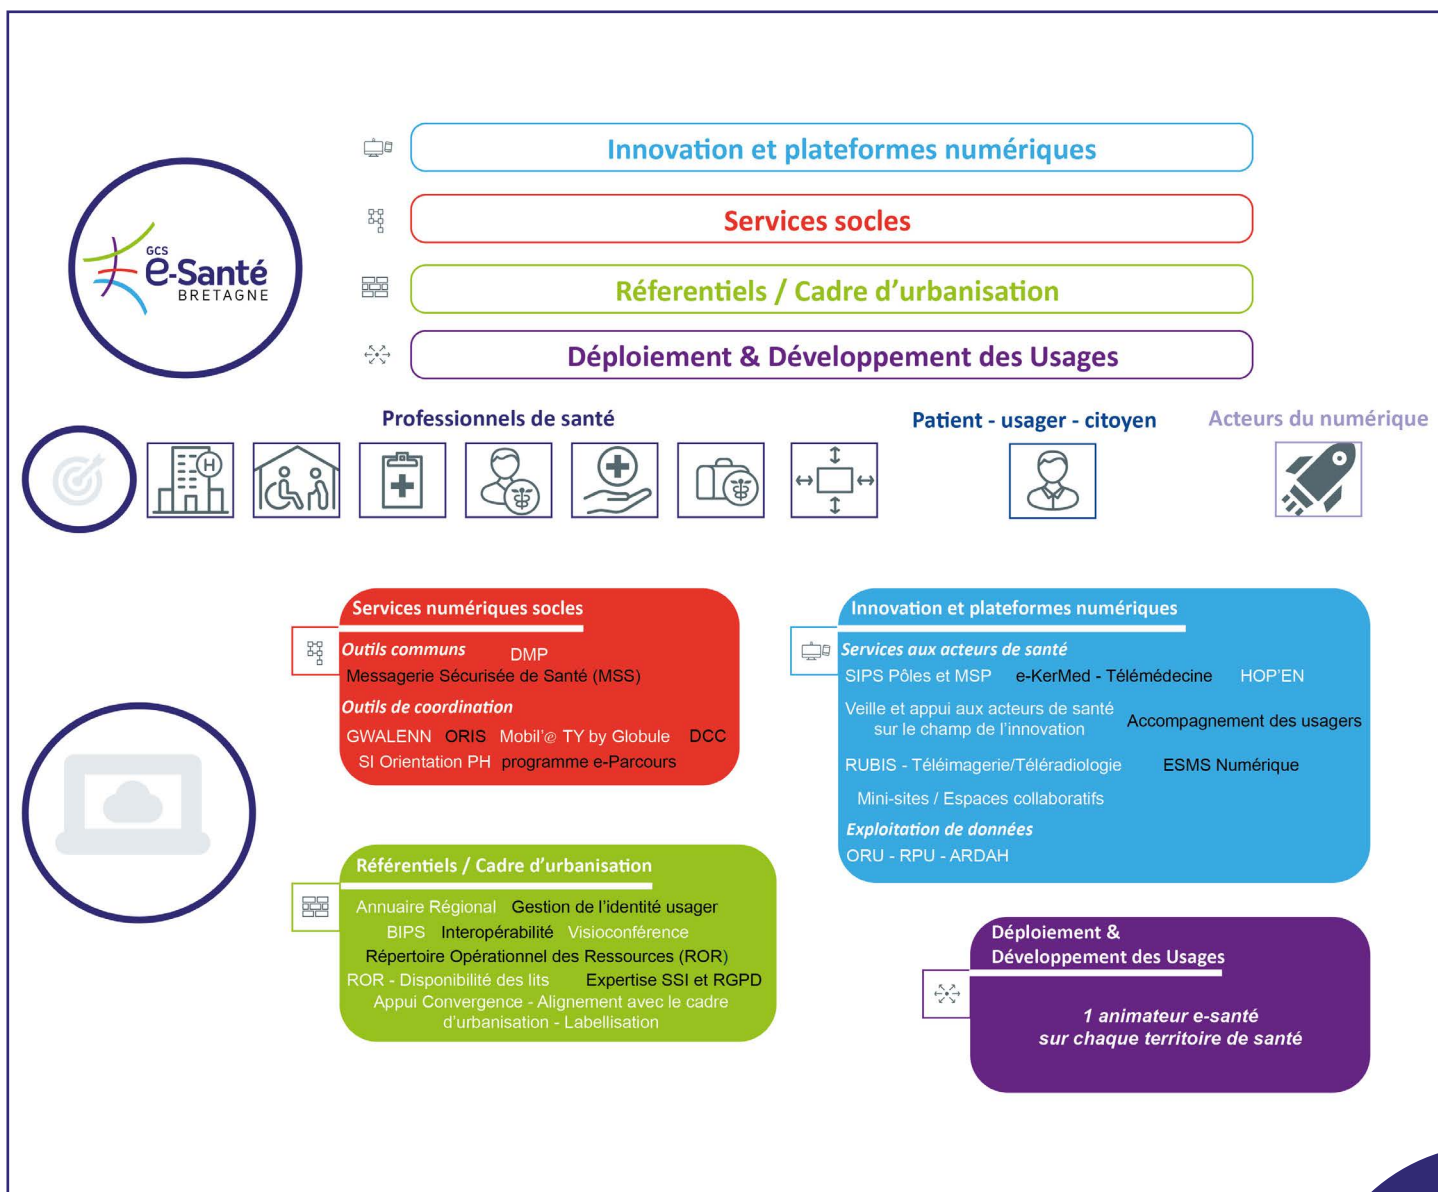 GCS
e-Santé
BRETAGNE
Innovation et plateformes numériques
Services socles
Réferentiels / Cadre d'urbanisation
Déploiement & Développement des Usages
Professionnels de santé
Patient - usager - citoyen
Acteurs du numérique
H
Services numériques socles
Outils communs DMP
Messagerie Sécurisée de Santé (MSS)
Outils de coordination
GWALENN ORIS Mobil'e TY by Globule DCC
SI Orientation PH programme e-Parcours
Innovation et plateformes numériques
Services aux acteurs de santé
SIPS Pôles et MSP e-KerMed - Télémédecine HOP'EN
Veille et appui aux acteurs de santé
sur le champ de l'innovation
Accompagnement des usagers
RUBIS - Téléimagerie/Téléradiologie ESMS Numérique
Mini-sites / Espaces collaboratifs
Exploitation de données
ORU - RPU - ARDAH
Référentiels / Cadre d'urbanisation
Annuaire Régional Gestion de l'identité usager
BIPS Interopérabilité Visioconférence
Répertoire Opérationnel des Ressources (ROR)
ROR - Disponibilité des lits Expertise SSI et RGPD
Appui Convergence - Alignement avec le cadre
d'urbanisation - Labellisation
Déploiement &
Développement des Usages
1 animateur e-santé
sur chaque territoire de santé